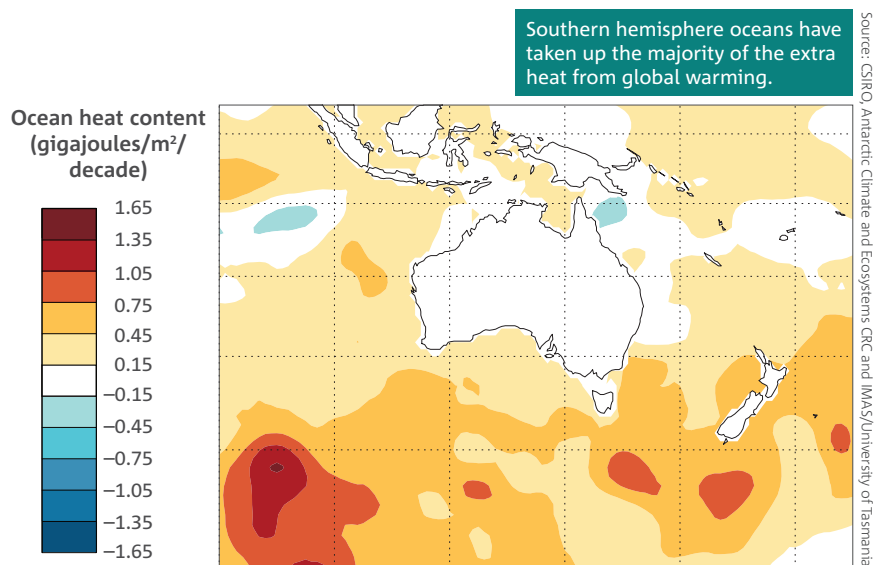 Southern hemisphere oceans have
taken up the majority of the extra
heat from global warming.
Ocean heat content
(gigajoules/m²/
decade)
1.65
1.35
1.05
0.75
0.45
0.15
–0.15
–0.45
–0.75
–1.05
–1.35
–1.65
Source: CSIRO, Antarctic Climate and Ecosystems CRC and IMAS/University of Tasmania